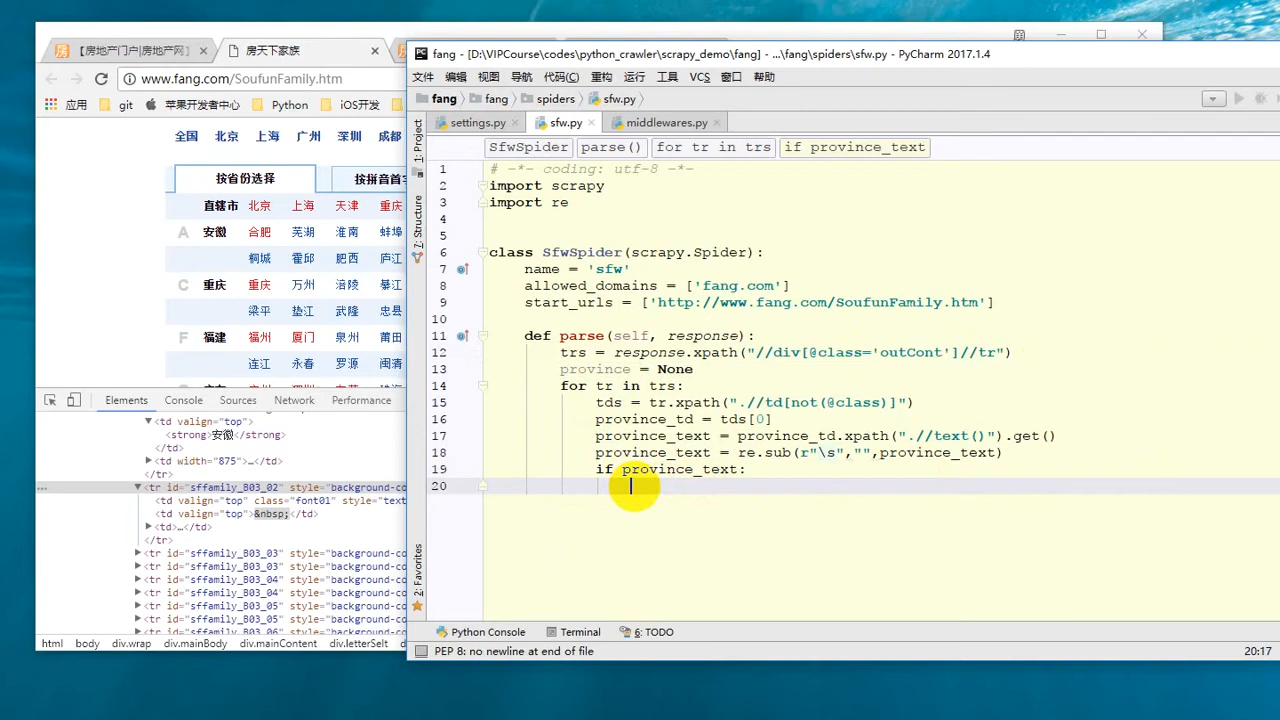 【房地产门户|房地产网】
房天下家族
www.fang.com/SoufunFamily.htm
应用 git 苹果开发者中心 Python iOS开发
全国 北京 上海 广州 深圳 成都
按省份选择 按拼音首字
直辖市 北京 上海 天津 重庆
A 安徽 合肥 芜湖 淮南 蚌埠
桐城 霍邱 肥西 庐江
C 重庆 重庆 万州 涪陵 綦江
梁平 垫江 武隆 忠县
F 福建 福州 厦门 泉州 莆田
连江 永春 罗源 闽清
Elements Console Sources Network Performance
<td valign="top">
<strong>安徽</strong>
</td>
<td width="875">…</td>
</tr>
<tr id="sffamily_B03_02" style="background-co
<td valign="top" class="font01" style="text
<td valign="top">&nbsp;</td>
<td>…</td>
</tr>
<tr id="sffamily_B03_03" style="background-co
<tr id="sffamily_B03_03" style="background-co
<tr id="sffamily_B03_04" style="background-co
<tr id="sffamily_B03_04" style="background-co
<tr id="sffamily_B03_05" style="background-co
<tr id="sffamily_B03_05" style="background-co
<tr id="sffamily_B03_06" style="background-co
html body div.wrap div.mainBody div.mainContent div.letterSelt
fang - [D:\VIPCourse\codes\python_crawler\scrapy_demo\fang] - ...\fang\spiders\sfw.py - PyCharm 2017.1.4
文件 编辑 视图 导航 代码(C) 重构 运行 工具 VCS 窗口 帮助
fang fang spiders sfw.py
settings.py sfw.py middlewares.py
SfwSpider parse() for tr in trs if province_text
1: Project
7: Structure
2: Favorites
1 # -*- coding: utf-8 -*-
2 import scrapy
3 import re
4
5
6 class SfwSpider(scrapy.Spider):
7 name = 'sfw'
8 allowed_domains = ['fang.com']
9 start_urls = ['http://www.fang.com/SoufunFamily.htm']
10
11 def parse(self, response):
12 trs = response.xpath("//div[@class='outCont']//tr")
13 province = None
14 for tr in trs:
15 tds = tr.xpath(".//td[not(@class)]")
16 province_td = tds[0]
17 province_text = province_td.xpath(".//text()").get()
18 province_text = re.sub(r"\s","",province_text)
19 if province_text:
20
Python Console Terminal 6: TODO
PEP 8: no newline at end of file 20:17